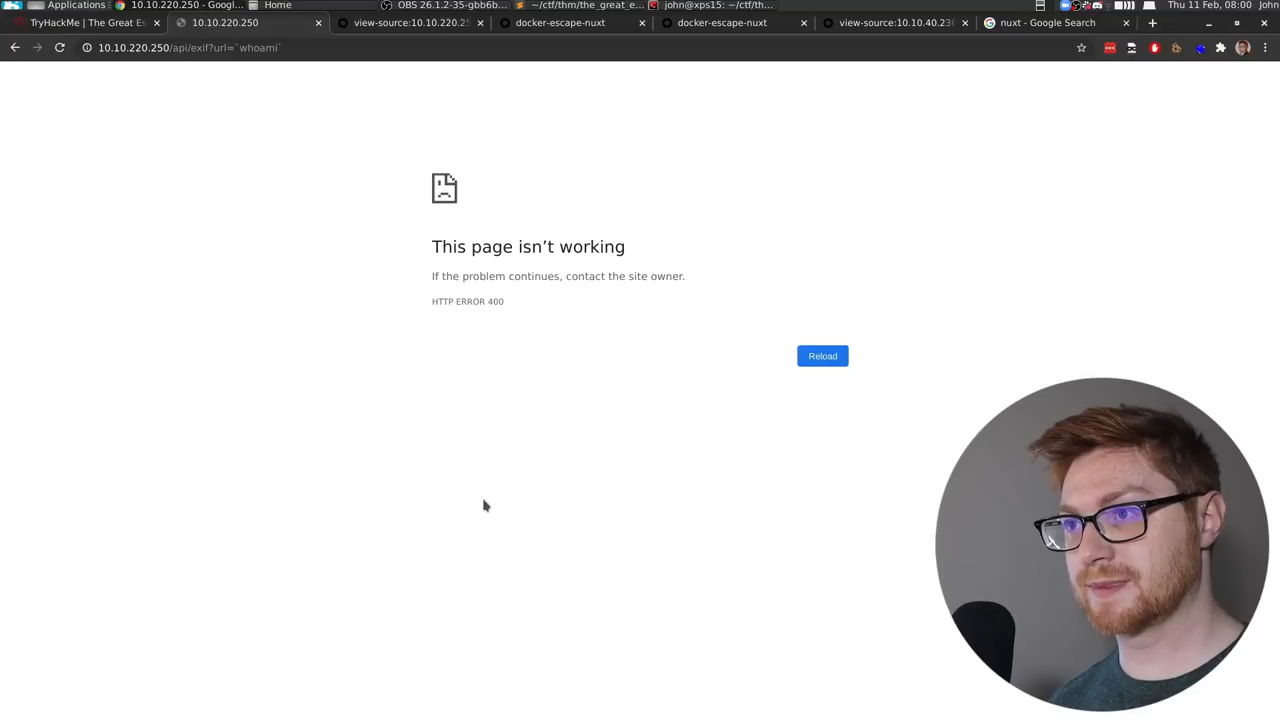 Applications
10.10.220.250 - Googl...
Home
OBS 26.1.2-35-gbb6b...
~/ctf/thm/the_great_e...
john@xps15: ~/ctf/th...
Thu 11 Feb, 08:00 John
TryHackMe | The Great Es
10.10.220.250
view-source:10.10.220.25
docker-escape-nuxt
docker-escape-nuxt
view-source:10.10.40.236
nuxt - Google Search
10.10.220.250/api/exif?url=`whoami`
This page isn’t working
If the problem continues, contact the site owner.
HTTP ERROR 400
Reload